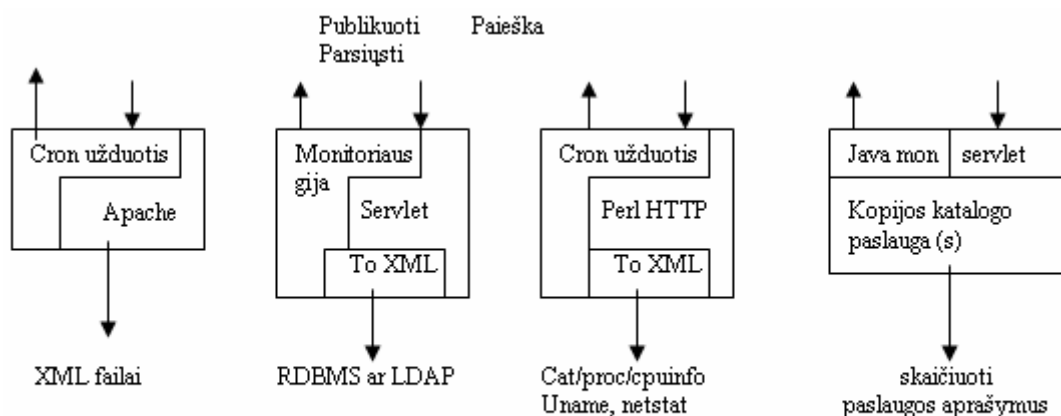 Publikuoti Paieška
Parsiųsti
Cron užduotis
Apache
XML failai
Monitoriaus
gija
Servlet
To XML
RDBMS ar LDAP
Cron užduotis
Perl HTTP
To XML
Cat/proc/cpuinfo
Uname, netstat
Java mon servlet
Kopijos katalogo
paslauga (s)
skaičiuoti
paslaugos aprašymus